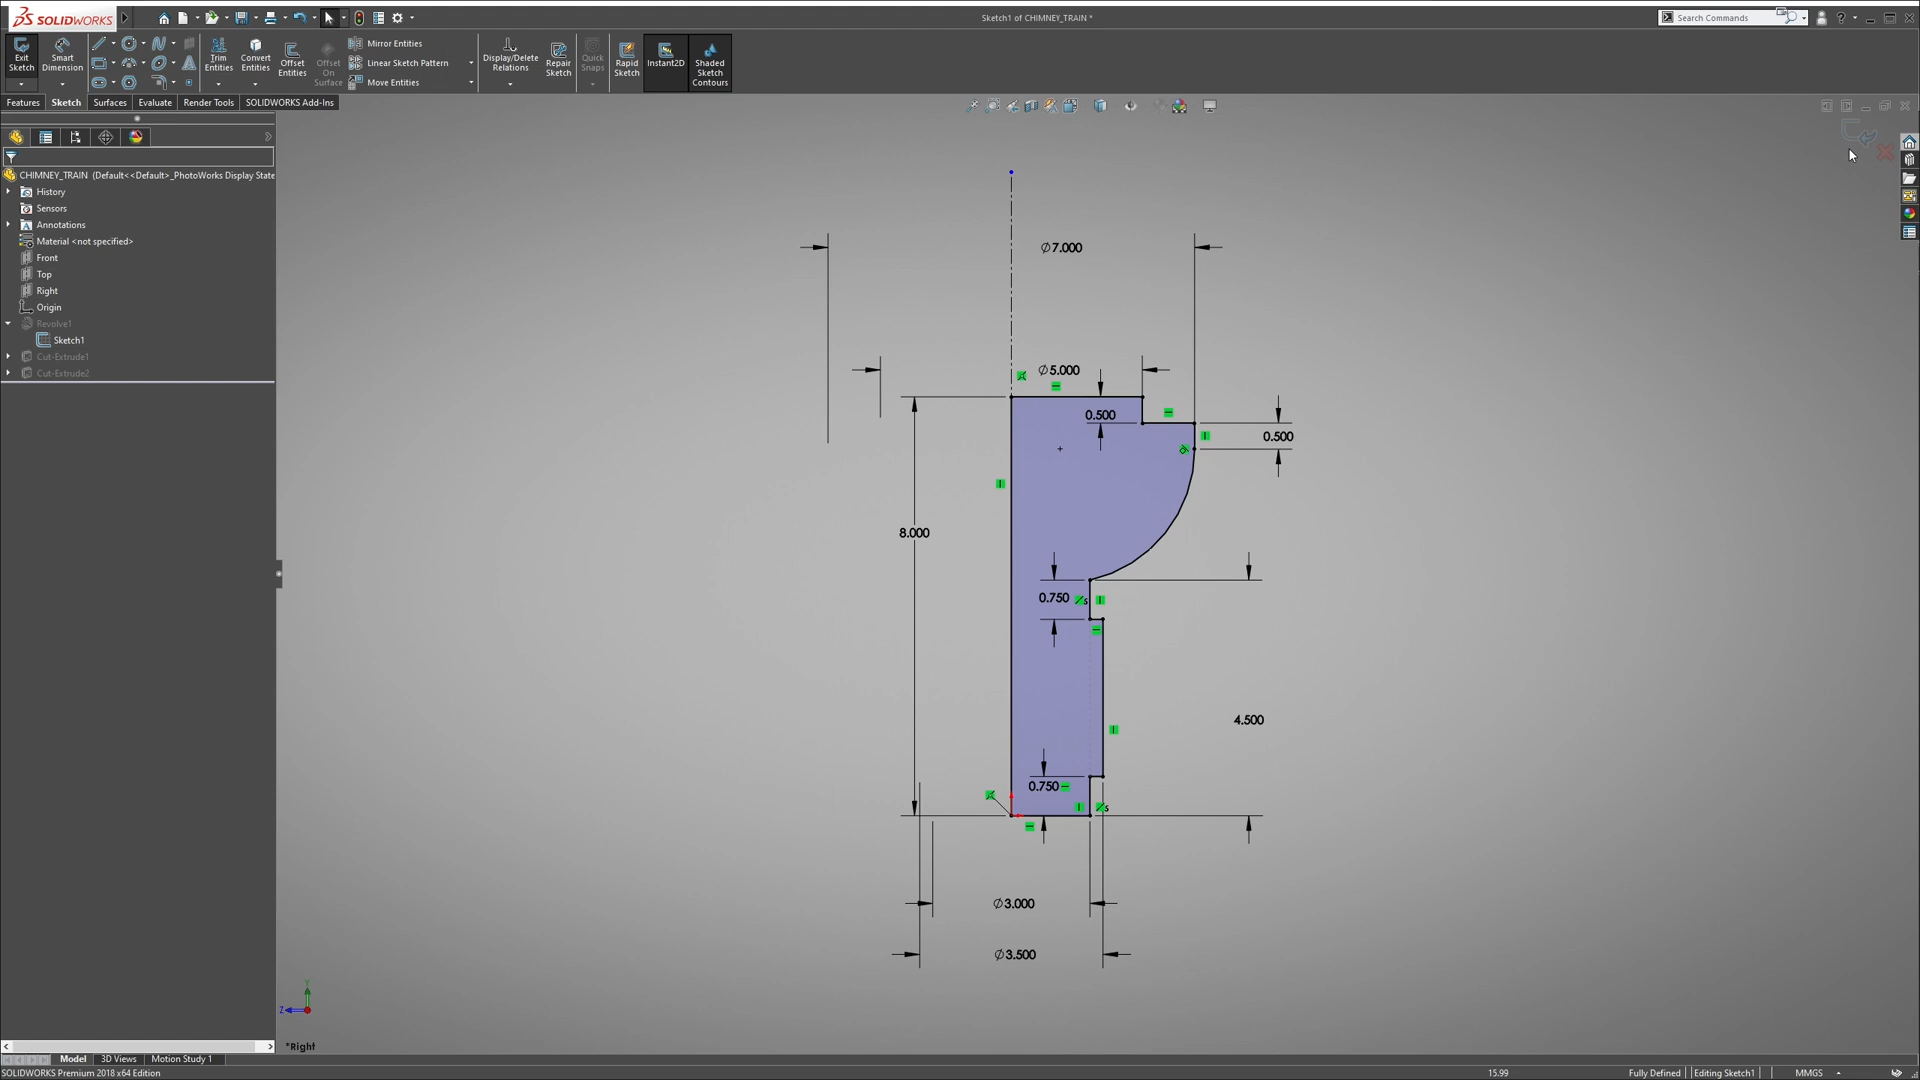 SOLIDWORKS
Sketch1 of CHIMNEY_TRAIN *
Search Commands
Exit Sketch
Smart Dimension
Trim Entities
Convert Entities
Offset Entities
Offset On Surface
Mirror Entities
Linear Sketch Pattern
Move Entities
Display/Delete Relations
Repair Sketch
Quick Snaps
Rapid Sketch
Instant2D
Shaded Sketch Contours
Features Sketch Surfaces Evaluate Render Tools SOLIDWORKS Add-Ins
CHIMNEY_TRAIN (Default<<Default>_PhotoWorks Display State
History
Sensors
Annotations
Material <not specified>
Front
Top
Right
Origin
Revolve1
Sketch1
Cut-Extrude1
Cut-Extrude2
∅7.000
∅5.000
0.500
0.500
8.000
0.750
4.500
0.750
∅3.000
∅3.500
Y
Z
*Right
Model 3D Views Motion Study 1
SOLIDWORKS Premium 2018 x64 Edition
15.99 Fully Defined Editing Sketch1 MMGS